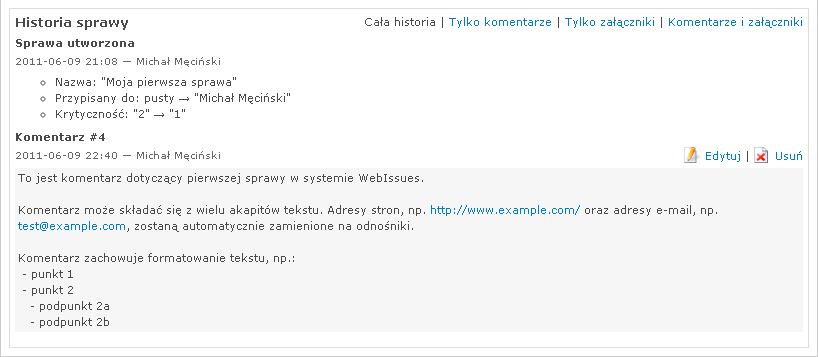 Historia sprawy
Cała historia | Tylko komentarze | Tylko załączniki | Komentarze i załączniki
Sprawa utworzona
2011-06-09 21:08 — Michał Męciński
Nazwa: "Moja pierwsza sprawa"
Przypisany do: pusty → "Michał Męciński"
Krytyczność: "2" → "1"
Komentarz #4
2011-06-09 22:40 — Michał Męciński
Edytuj | Usuń
To jest komentarz dotyczący pierwszej sprawy w systemie WebIssues.
Komentarz może składać się z wielu akapitów tekstu. Adresy stron, np. http://www.example.com/ oraz adresy e-mail, np.
test@example.com, zostaną automatycznie zamienione na odnośniki.
Komentarz zachowuje formatowanie tekstu, np.:
- punkt 1
- punkt 2
- podpunkt 2a
- podpunkt 2b